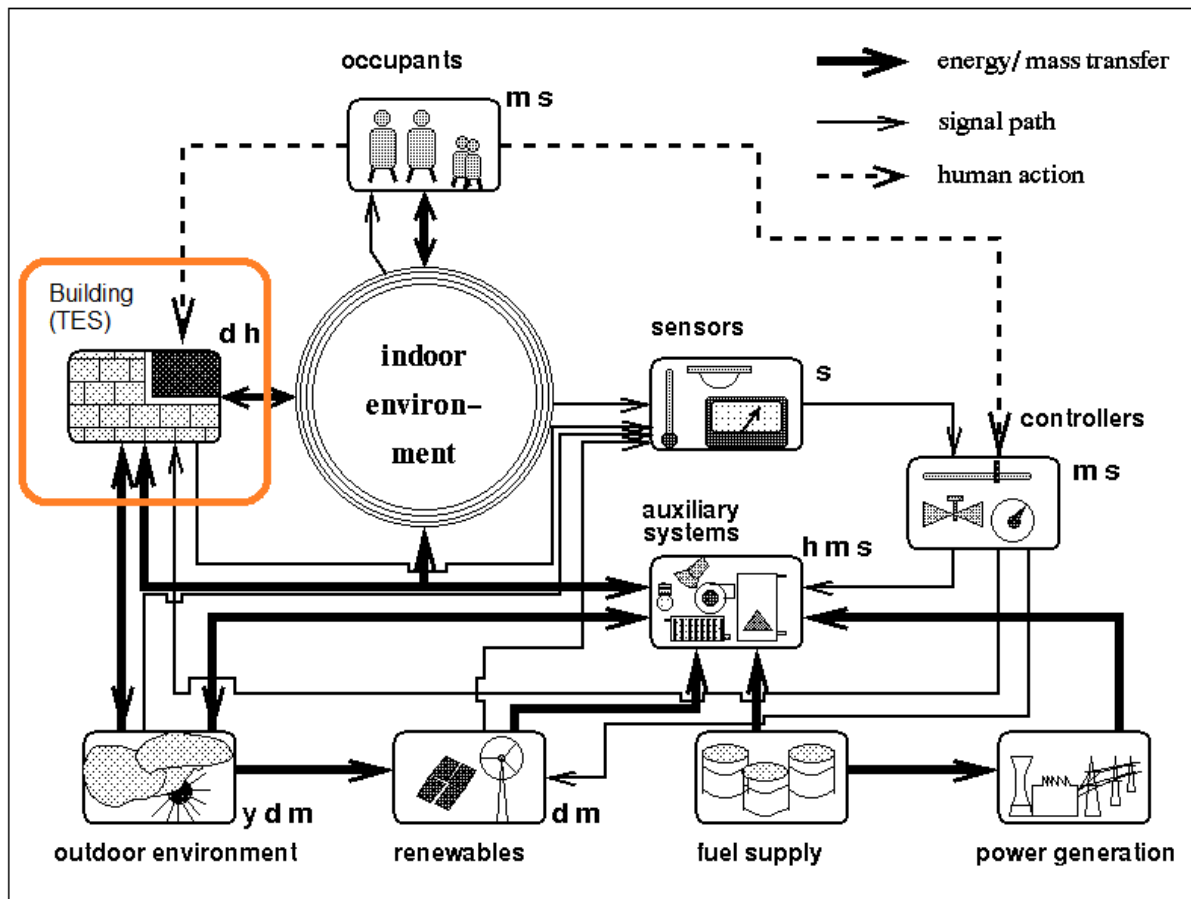 occupants
m s
energy/mass transfer
signal path
human action
Building
(TES)
d h
indoor
environ–
ment
sensors
s
controllers
m s
auxiliary
systems
h m s
y d m
d m
outdoor environment
renewables
fuel supply
power generation